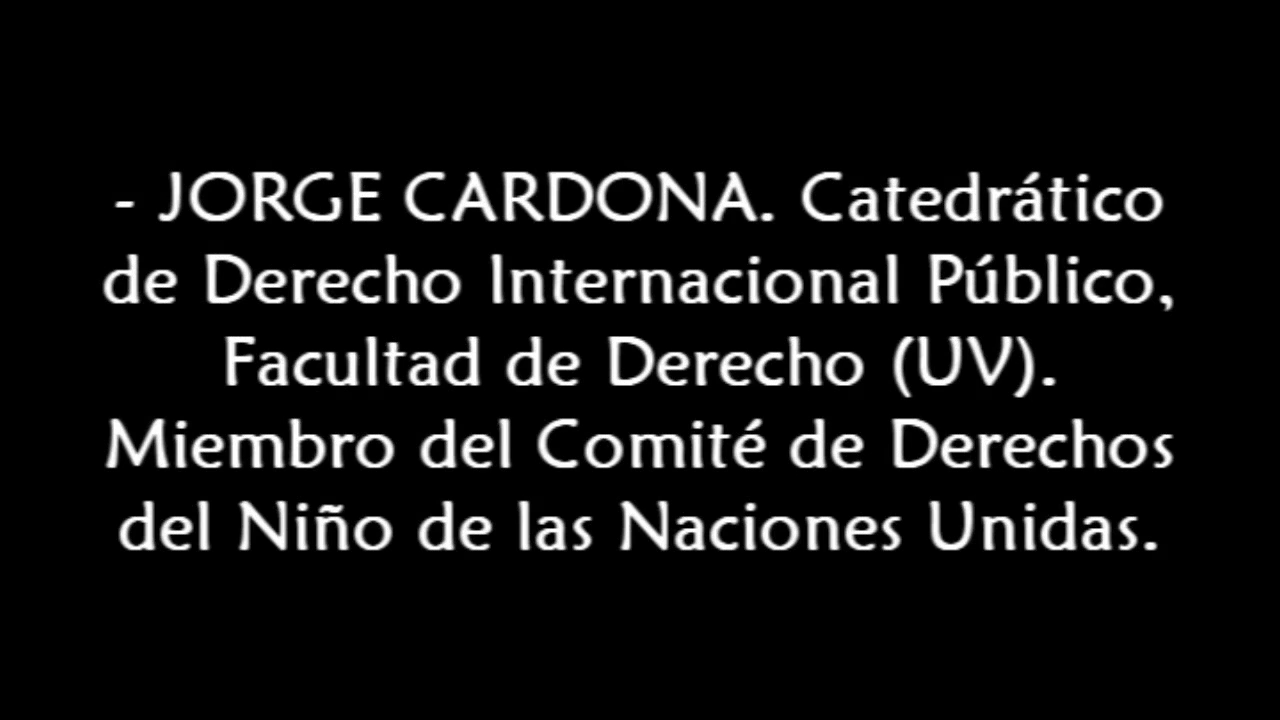 - JORGE CARDONA. Catedrático
de Derecho Internacional Público,
Facultad de Derecho (UV).
Miembro del Comité de Derechos
del Niño de las Naciones Unidas.